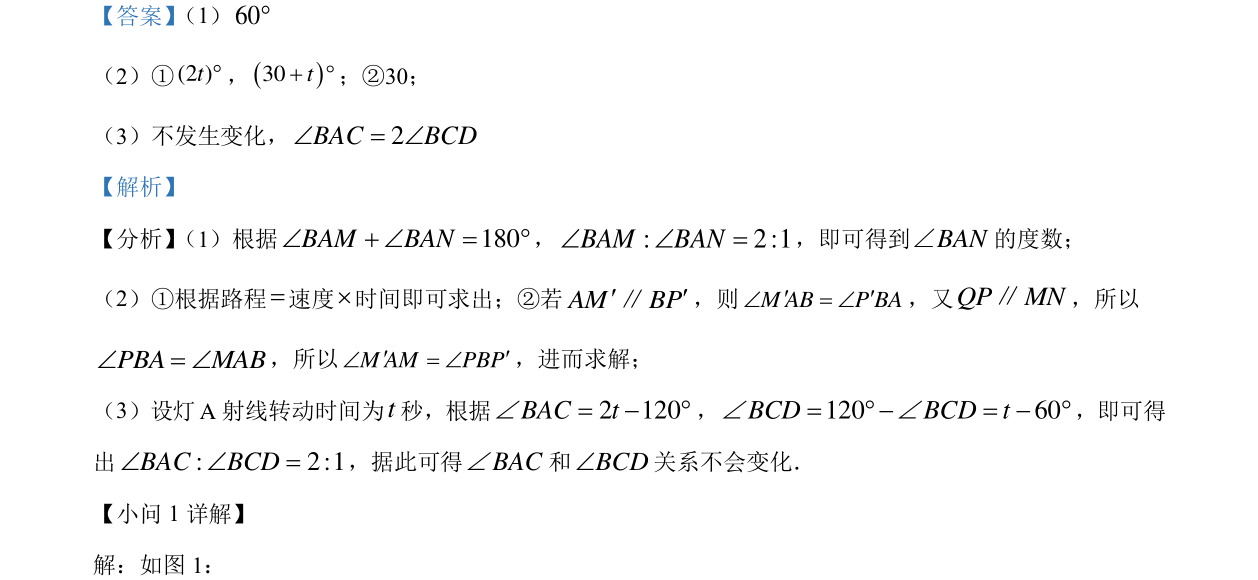 【答案】（1）60°
（2）①(2t)°，(30+t)°；②30；
（3）不发生变化，∠BAC = 2∠BCD
【解析】
【分析】（1）根据∠BAM +∠BAN =180°，∠BAM :∠BAN = 2:1，即可得到∠BAN 的度数；
（2）①根据路程=速度×时间即可求出；②若 AM′∥BP′，则∠M′AB = ∠P′BA，又QP∥MN，所以
∠PBA = ∠MAB，所以∠M′AM = ∠PBP′，进而求解；
（3）设灯 A 射线转动时间为t 秒，根据∠BAC = 2t −120°，∠BCD =120°−∠BCD = t − 60°，即可得
出∠BAC :∠BCD = 2:1，据此可得∠BAC 和∠BCD 关系不会变化．
【小问 1 详解】
解：如图 1：